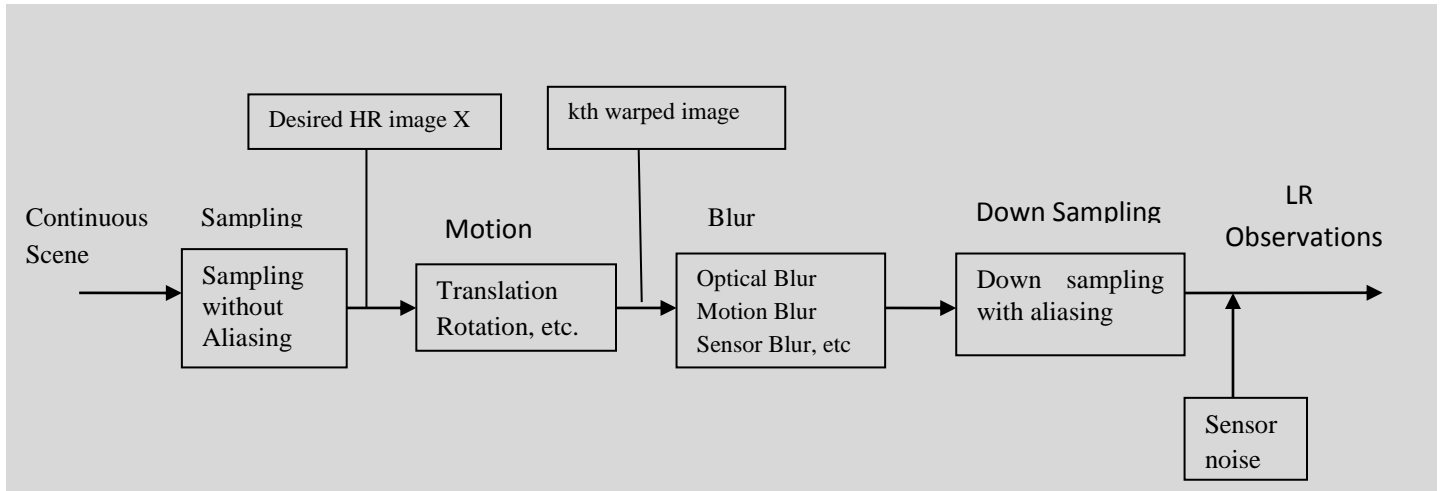 Desired HR image X
kth warped image
Continuous
Scene
Sampling
Sampling
without
Aliasing
Motion
Translation
Rotation, etc.
Blur
Optical Blur
Motion Blur
Sensor Blur, etc
Down Sampling
Down sampling
with aliasing
LR
Observations
Sensor
noise